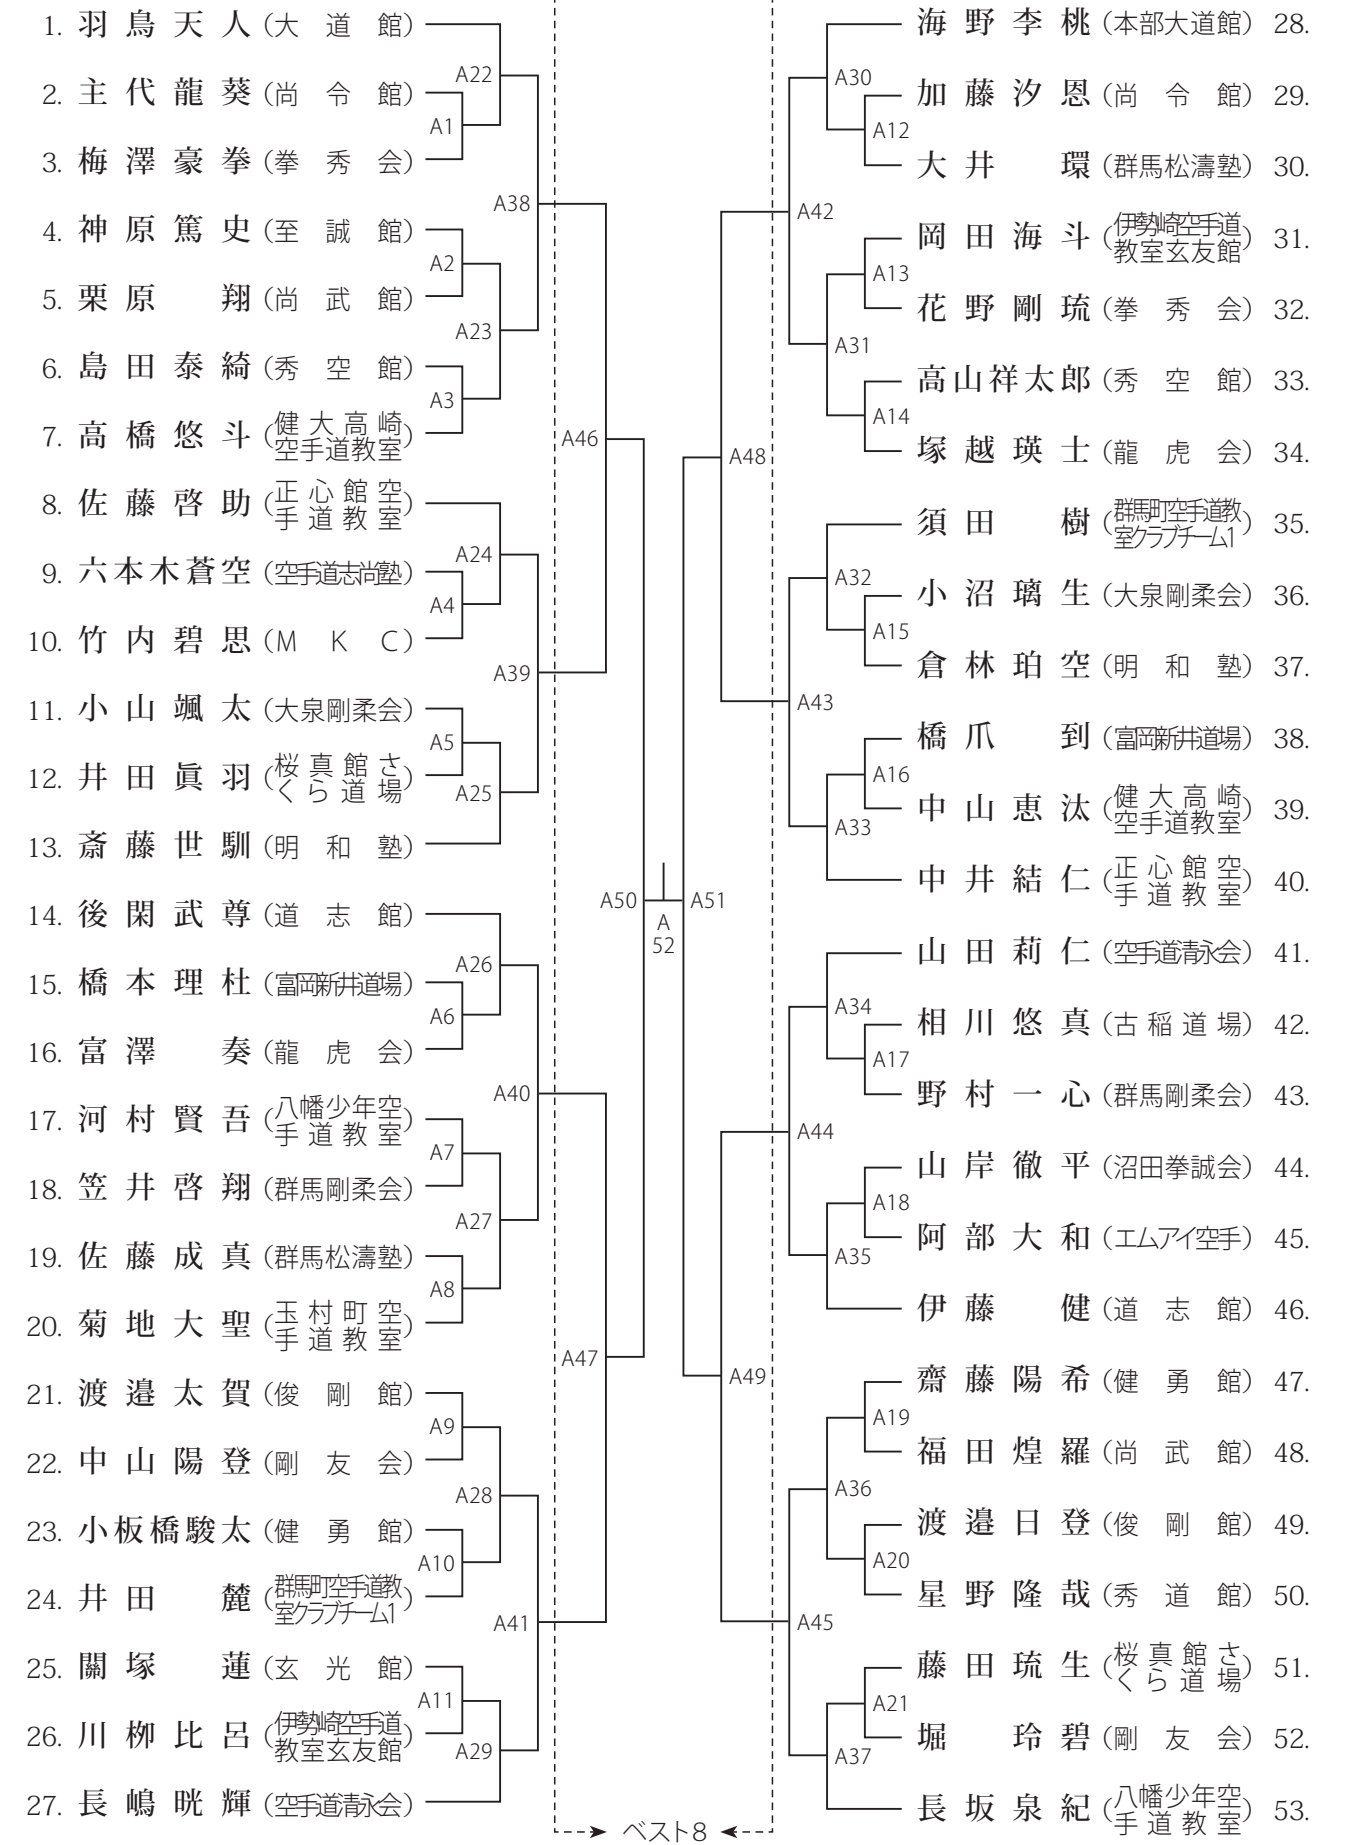 1. 羽鳥天人 (大道館)
2. 主代龍葵 (尚令館)
3. 梅澤豪拳 (拳秀会)
4. 神原篤史 (至誠館)
5. 栗原翔 (尚武館)
6. 島田泰綺 (秀空館)
7. 高橋悠斗 (健大高崎空手道教室)
8. 佐藤啓助 (正心館空手道教室)
9. 六本木蒼空 (空手道志尚塾)
10. 竹内碧思 (MKC)
11. 小山颯太 (大泉剛柔会)
12. 井田眞羽 (桜真館さくら道場)
13. 斎藤世馴 (明和塾)
14. 後閑武尊 (道志館)
15. 橋本理杜 (富岡新井道場)
16. 富澤奏 (龍虎会)
17. 河村賢吾 (八幡少年空手道教室)
18. 笠井啓翔 (群馬剛柔会)
19. 佐藤成真 (群馬松濤塾)
20. 菊地大聖 (玉村町空手道教室)
21. 渡邉太賀 (俊剛館)
22. 中山陽登 (剛友会)
23. 小板橋駿太 (健勇館)
24. 井田麓 (群馬町空手道教室クラブチーム1)
25. 關塚蓮 (玄光館)
26. 川栁比呂 (伊勢崎空手道教室玄友館)
27. 長嶋晄輝 (空手道清永会)
A1
A2
A3
A4
A5
A6
A7
A8
A9
A10
A11
A22
A23
A24
A25
A26
A27
A28
A29
A38
A39
A40
A41
A46
A47
A50
A
52
A51
A48
A49
A42
A43
A44
A45
A30
A31
A32
A33
A34
A35
A36
A37
A12
A13
A14
A15
A16
A17
A18
A19
A20
A21
海野李桃 (本部大道館) 28.
加藤汐恩 (尚令館) 29.
大井環 (群馬松濤塾) 30.
岡田海斗 (伊勢崎空手道教室玄友館) 31.
花野剛琉 (拳秀会) 32.
高山祥太郎 (秀空館) 33.
塚越瑛士 (龍虎会) 34.
須田樹 (群馬町空手道教室クラブチーム1) 35.
小沼璃生 (大泉剛柔会) 36.
倉林珀空 (明和塾) 37.
橋爪到 (富岡新井道場) 38.
中山恵汰 (健大高崎空手道教室) 39.
中井結仁 (正心館空手道教室) 40.
山田莉仁 (空手道清永会) 41.
相川悠真 (古稲道場) 42.
野村一心 (群馬剛柔会) 43.
山岸徹平 (沼田拳誠会) 44.
阿部大和 (エムアイ空手) 45.
伊藤健 (道志館) 46.
齋藤陽希 (健勇館) 47.
福田煌羅 (尚武館) 48.
渡邉日登 (俊剛館) 49.
星野隆哉 (秀道館) 50.
藤田琉生 (桜真館さくら道場) 51.
堀玲碧 (剛友会) 52.
長坂泉紀 (八幡少年空手道教室) 53.
ベスト8